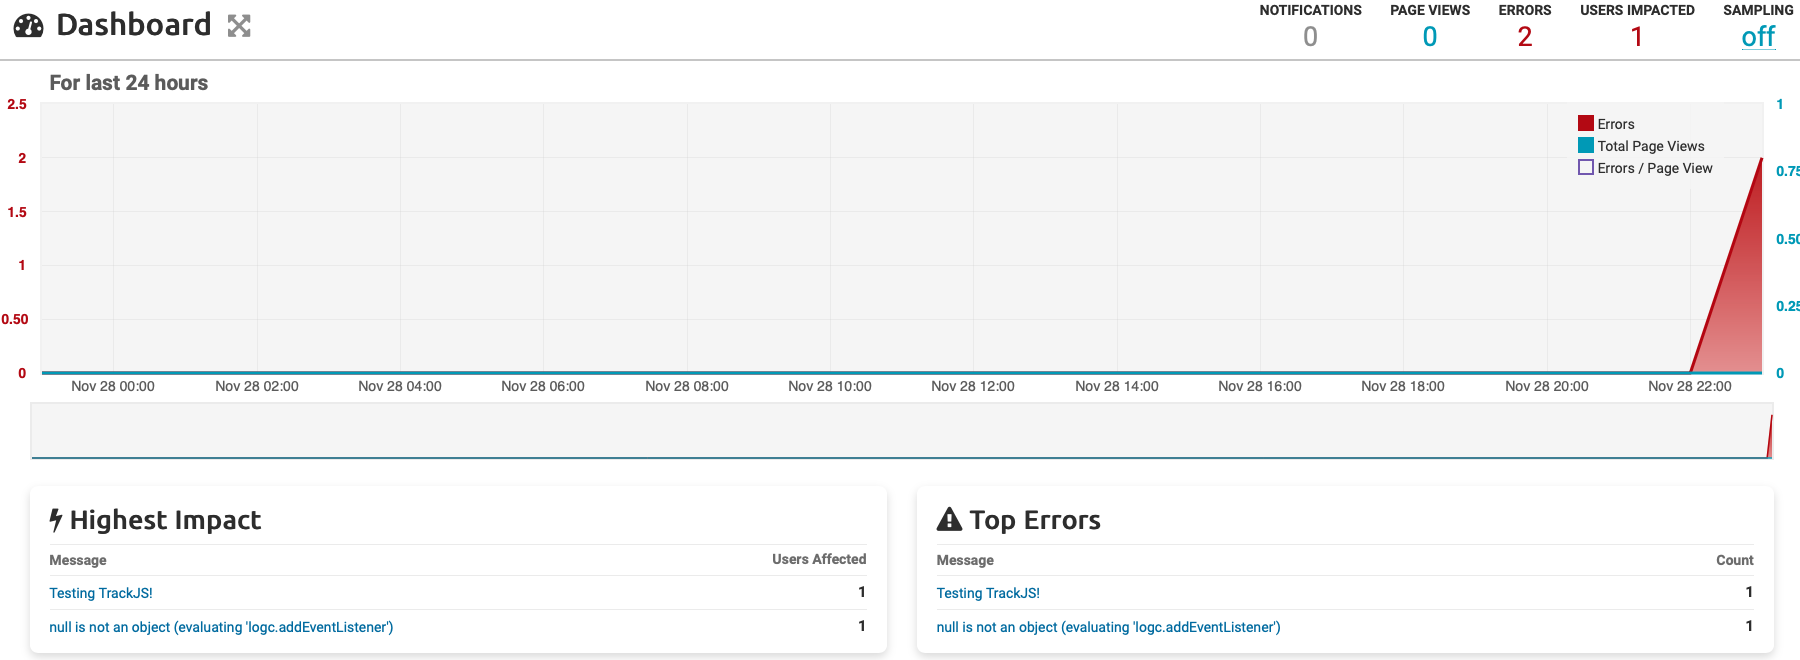 Dashboard
NOTIFICATIONS PAGE VIEWS ERRORS USERS IMPACTED SAMPLING
0 0 2 1 off
For last 24 hours
2.5 1
Errors
Total Page Views
2 Errors / Page View 0.75
1.5 0.50
1
0.50 0.25
0 0
Nov 28 00:00 Nov 28 02:00 Nov 28 04:00 Nov 28 06:00 Nov 28 08:00 Nov 28 10:00 Nov 28 12:00 Nov 28 14:00 Nov 28 16:00 Nov 28 18:00 Nov 28 20:00 Nov 28 22:00
Highest Impact
Message Users Affected
Testing TrackJS! 1
null is not an object (evaluating 'logc.addEventListener') 1
Top Errors
Message Count
Testing TrackJS! 1
null is not an object (evaluating 'logc.addEventListener') 1